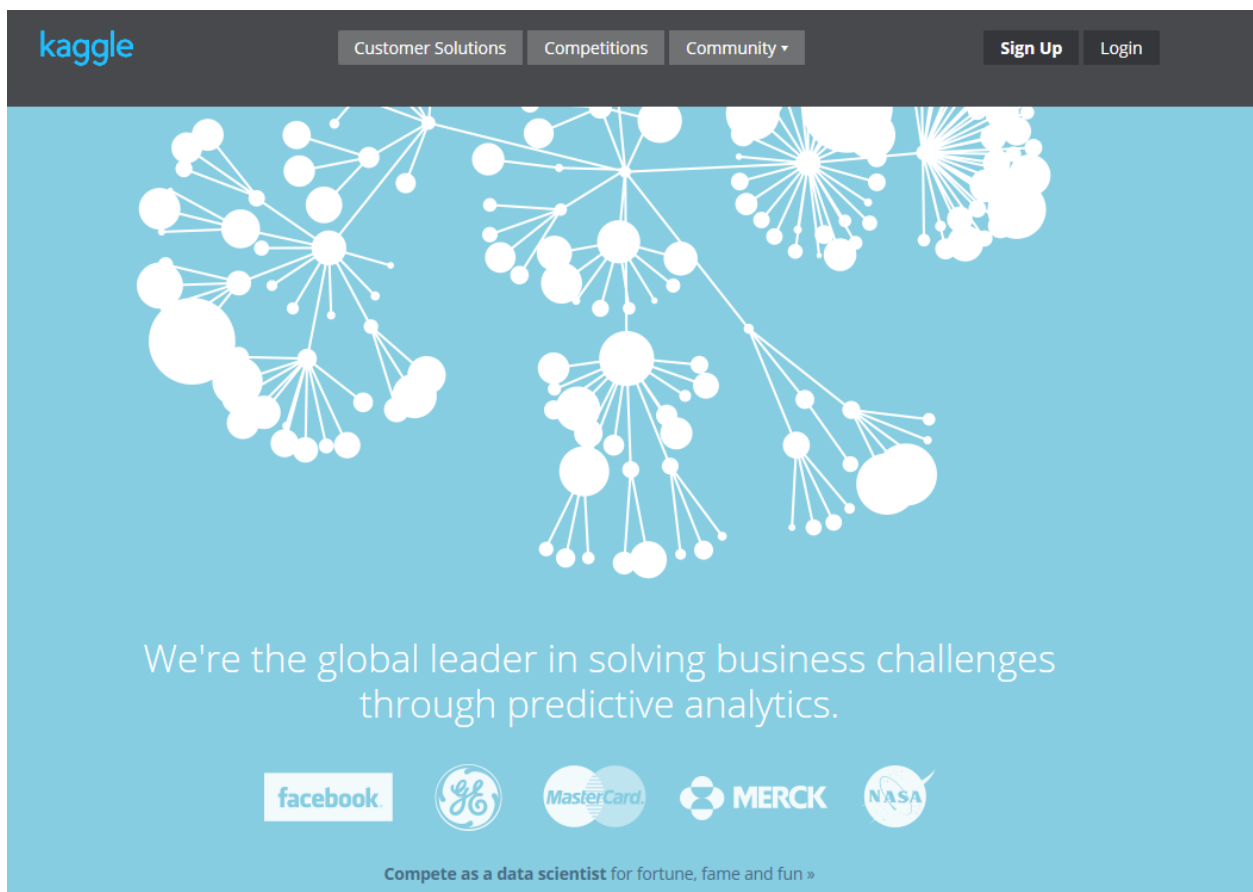 kaggle
Customer Solutions
Competitions
Community ▾
Sign Up
Login
We're the global leader in solving business challenges
through predictive analytics.
facebook.
GE
MasterCard.
MERCK
NASA
Compete as a data scientist for fortune, fame and fun »